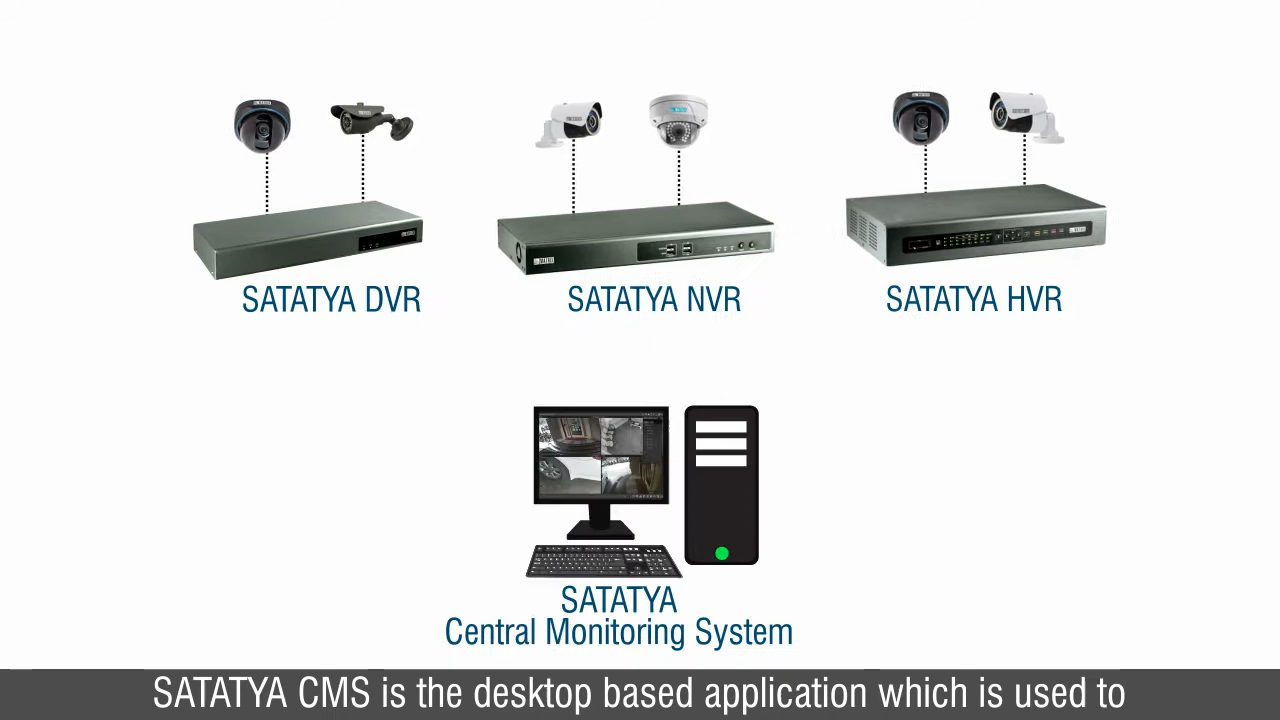 SATATYA DVR
SATATYA NVR
SATATYA HVR
SATATYA
Central Monitoring System
SATATYA CMS is the desktop based application which is used to